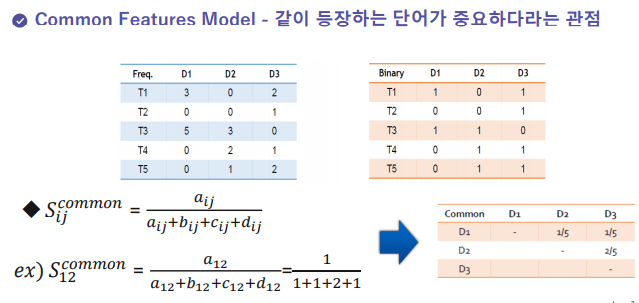 Common Features Model - 같이 등장하는 단어가 중요하다라는 관점
Freq. D1 D2 D3
T1 3 0 2
T2 0 0 1
T3 5 3 0
T4 0 2 1
T5 0 1 2
Binary D1 D2 D3
T1 1 0 1
T2 0 0 1
T3 1 1 0
T4 0 1 1
T5 0 1 1
◆ S_{ij}^{common} = \frac{a_{ij}}{a_{ij}+b_{ij}+c_{ij}+d_{ij}}
ex) S_{12}^{common} = \frac{a_{12}}{a_{12}+b_{12}+c_{12}+d_{12}} = \frac{1}{1+1+2+1}
Common D1 D2 D3
D1 - 1/5 1/5
D2 - 2/5
D3 -